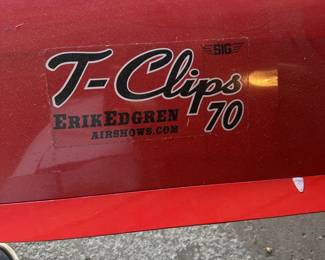 SIG
T-Clips
70
ERIKEDGREN
AIRSHOWS.COM